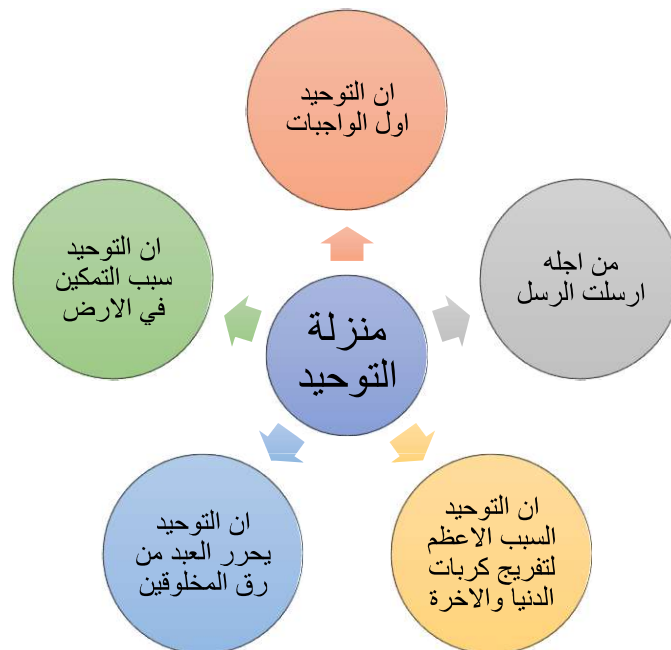 ان التوحيد
اول الواجبات
من اجله
ارسلت الرسل
ان التوحيد
السبب الاعظم
لتفريج كربات
الدنيا والاخرة
ان التوحيد
يحرر العبد من
رق المخلوقين
ان التوحيد
سبب التمكين
في الارض
منزلة
التوحيد